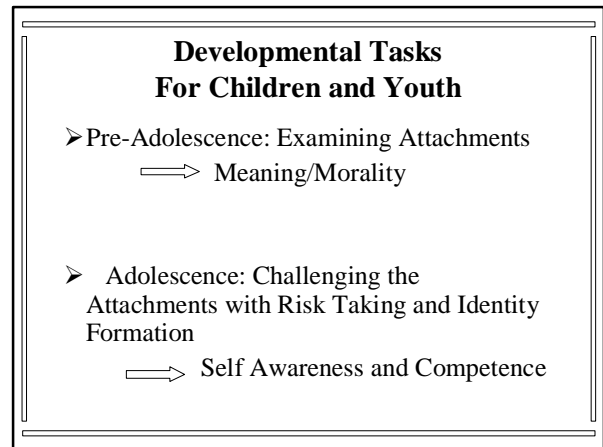 Developmental Tasks
For Children and Youth
➢Pre-Adolescence: Examining Attachments
⇨ Meaning/Morality
➢ Adolescence: Challenging the
Attachments with Risk Taking and Identity
Formation
⇨ Self Awareness and Competence